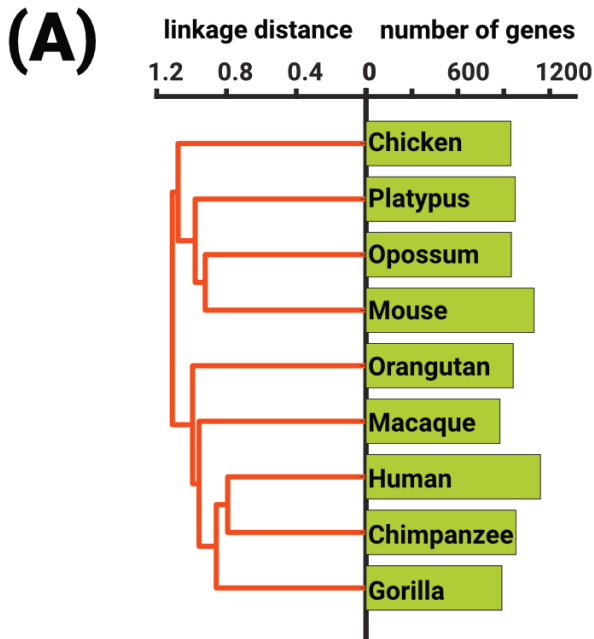 (A)
linkage distance number of genes
1.2 0.8 0.4 0 600 1200
Chicken
Platypus
Opossum
Mouse
Orangutan
Macaque
Human
Chimpanzee
Gorilla